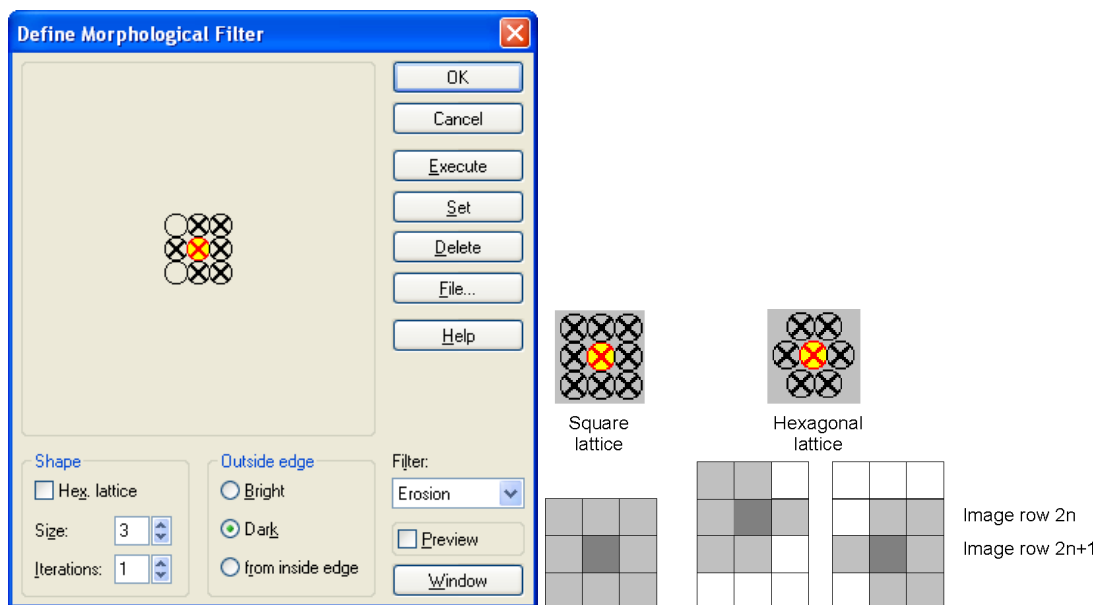 Define Morphological Filter
OK
Cancel
Execute
Set
Delete
File...
Help
Shape
Hex. lattice
Size: 3
Iterations: 1
Outside edge
Bright
Dark
from inside edge
Filter:
Erosion
Preview
Window
Square
lattice
Hexagonal
lattice
Image row 2n
Image row 2n+1